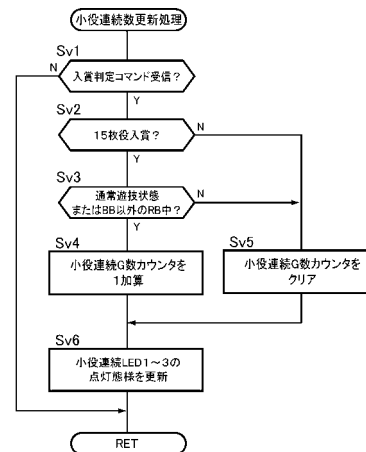 小役連続数更新処理
Sv1
N
入賞判定コマンド受信？
Y
Sv2
15枚役入賞？
N
Y
Sv3
通常遊技状態
またはBB以外のRB中？
N
Y
Sv4
小役連続G数カウンタを
1加算
Sv5
小役連続G数カウンタを
クリア
Sv6
小役連続LED1～3の
点灯態様を更新
RET